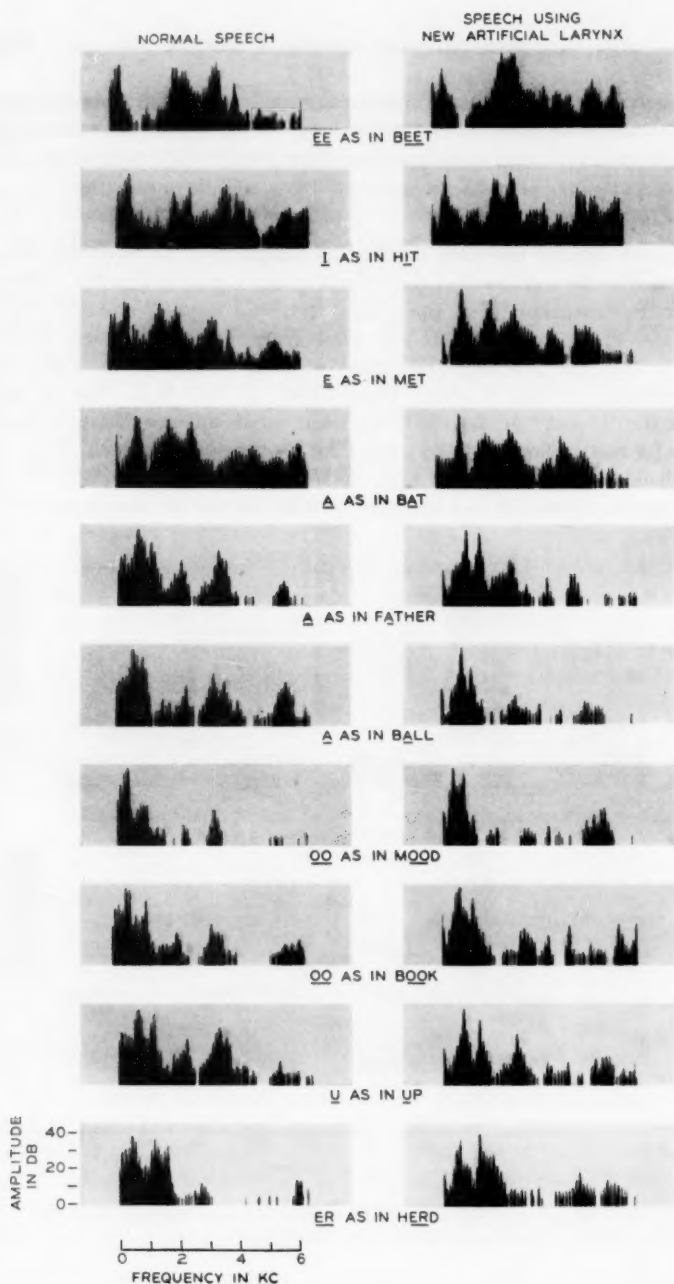 NORMAL SPEECH
SPEECH USING
NEW ARTIFICIAL LARYNX
EE AS IN BEET
I AS IN HIT
E AS IN MET
A AS IN BAT
A AS IN FATHER
A AS IN BALL
OO AS IN MOOD
OO AS IN BOOK
U AS IN UP
AMPLITUDE
IN DB
40
20
0
ER AS IN HERD
0 2 4 6
FREQUENCY IN KC